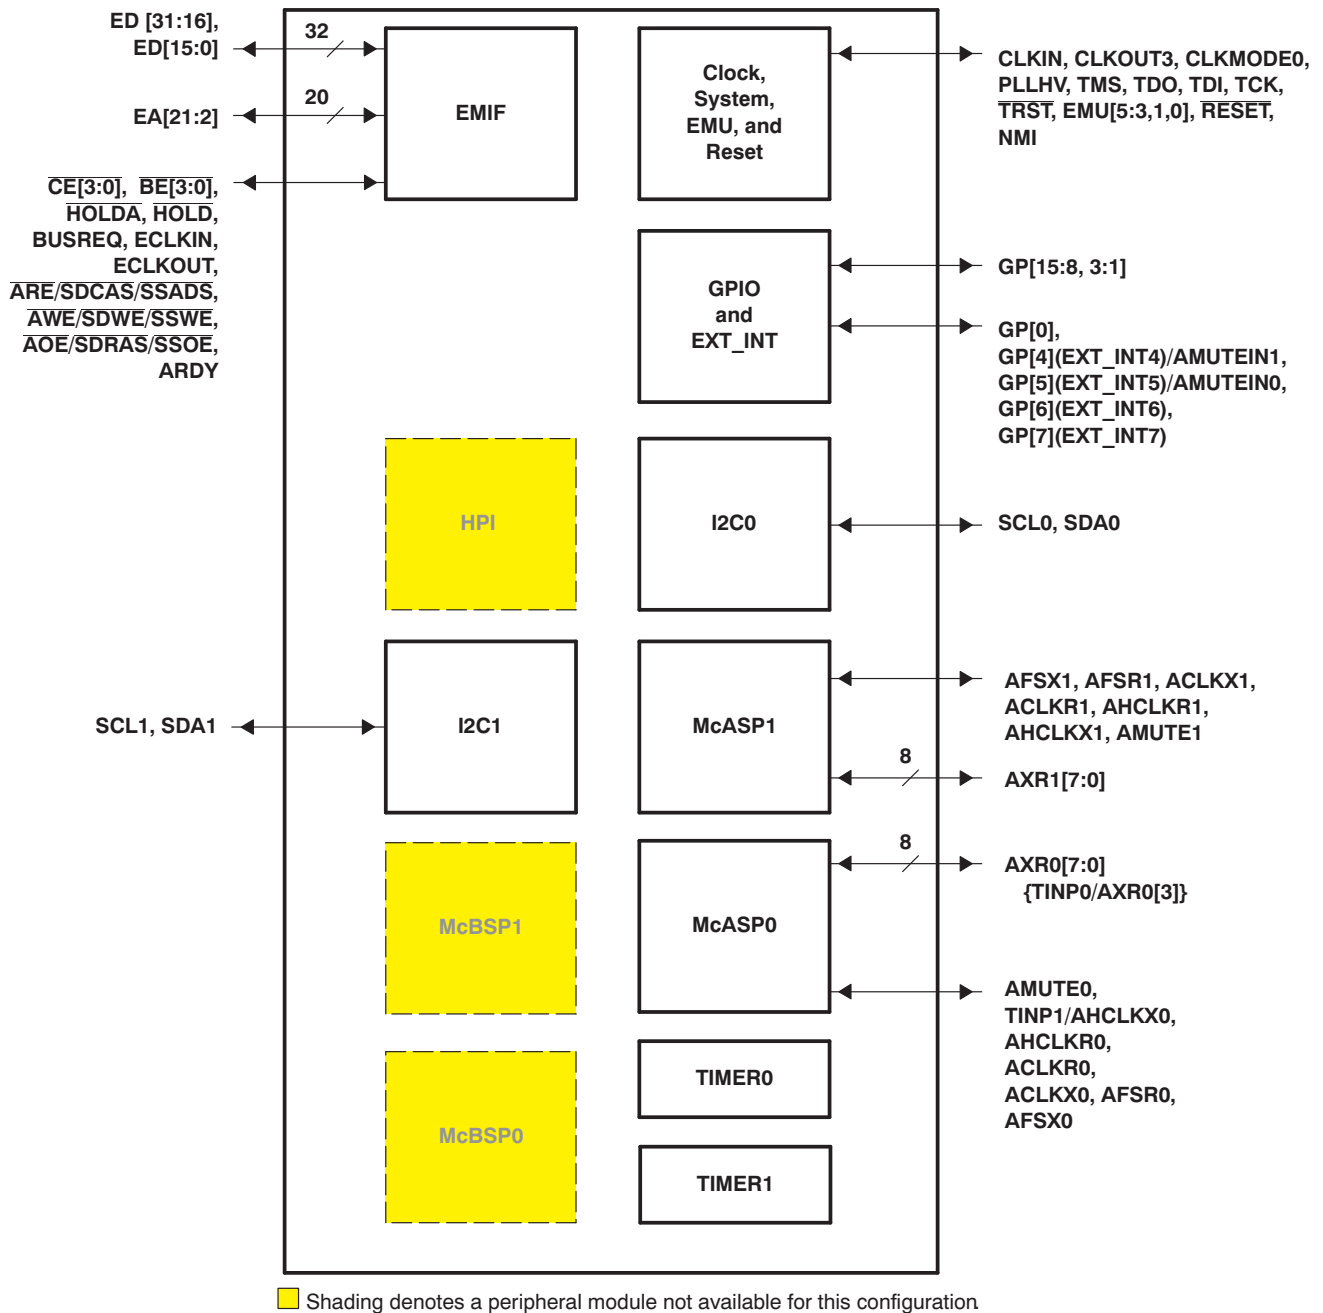 ED [31:16],
ED[15:0]
32
EA[21:2]
20
EMIF
CE[3:0], BE[3:0],
HOLDA, HOLD,
BUSREQ, ECLKIN,
ECLKOUT,
ARE/SDCAS/SSADS,
AWE/SDWE/SSWE,
AOE/SDRAS/SSOE,
ARDY
Clock,
System,
EMU, and
Reset
CLKIN, CLKOUT3, CLKMODE0,
PLLHV, TMS, TDO, TDI, TCK,
TRST, EMU[5:3,1,0], RESET,
NMI
GPIO
and
EXT_INT
GP[15:8, 3:1]
GP[0],
GP[4](EXT_INT4)/AMUTEIN1,
GP[5](EXT_INT5)/AMUTEIN0,
GP[6](EXT_INT6),
GP[7](EXT_INT7)
HPI
I2C0
SCL0, SDA0
SCL1, SDA1
I2C1
McASP1
AFSX1, AFSR1, ACLKX1,
ACLKR1, AHCLKR1,
AHCLKX1, AMUTE1
8
AXR1[7:0]
McBSP1
McASP0
8
AXR0[7:0]
{TINP0/AXR0[3]}
AMUTE0,
TINP1/AHCLKX0,
AHCLKR0,
ACLKR0,
ACLKX0, AFSR0,
AFSX0
McBSP0
TIMER0
TIMER1
Shading denotes a peripheral module not available for this configuration.